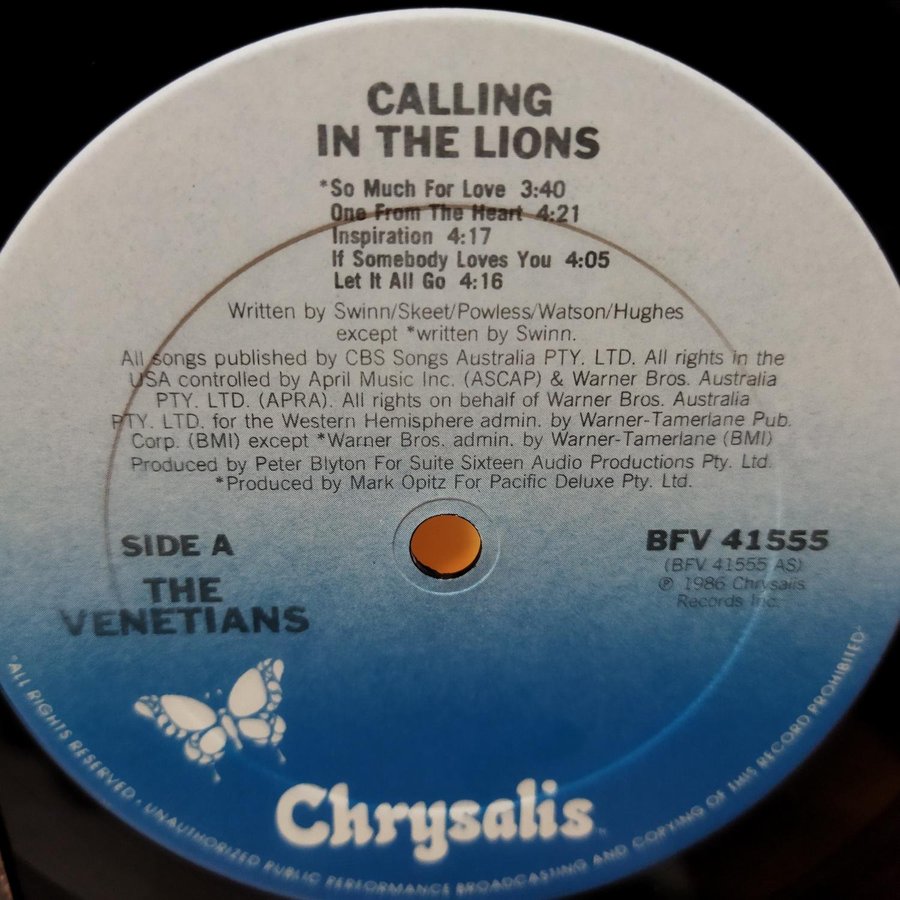 CALLING
IN THE LIONS
*So Much For Love 3:40
One From The Heart 4:21
Inspiration 4:17
If Somebody Loves You 4:05
Let It All Go 4:16
Written by Swinn/Skeet/Powless/Watson/Hughes
except *written by Swinn.
All songs published by CBS Songs Australia PTY. LTD. All rights in the
USA controlled by April Music Inc. (ASCAP) & Warner Bros. Australia
PTY. LTD. (APRA). All rights on behalf of Warner Bros. Australia
PTY. LTD. for the Western Hemisphere admin. by Warner-Tamerlane Pub.
Corp. (BMI) except *Warner Bros. admin. by Warner-Tamerlane (BMI)
Produced by Peter Blyton For Suite Sixteen Audio Productions Pty. Ltd.
*Produced by Mark Opitz For Pacific Deluxe Pty. Ltd.
SIDE A
THE
VENETIANS
BFV 41555
(BFV 41555 AS)
℗ 1986 Chrysalis
Records Inc.
Chrysalis™
·ALL RIGHTS RESERVED · UNAUTHORIZED PUBLIC PERFORMANCE BROADCASTING AND COPYING OF THIS RECORD PROHIBITED·